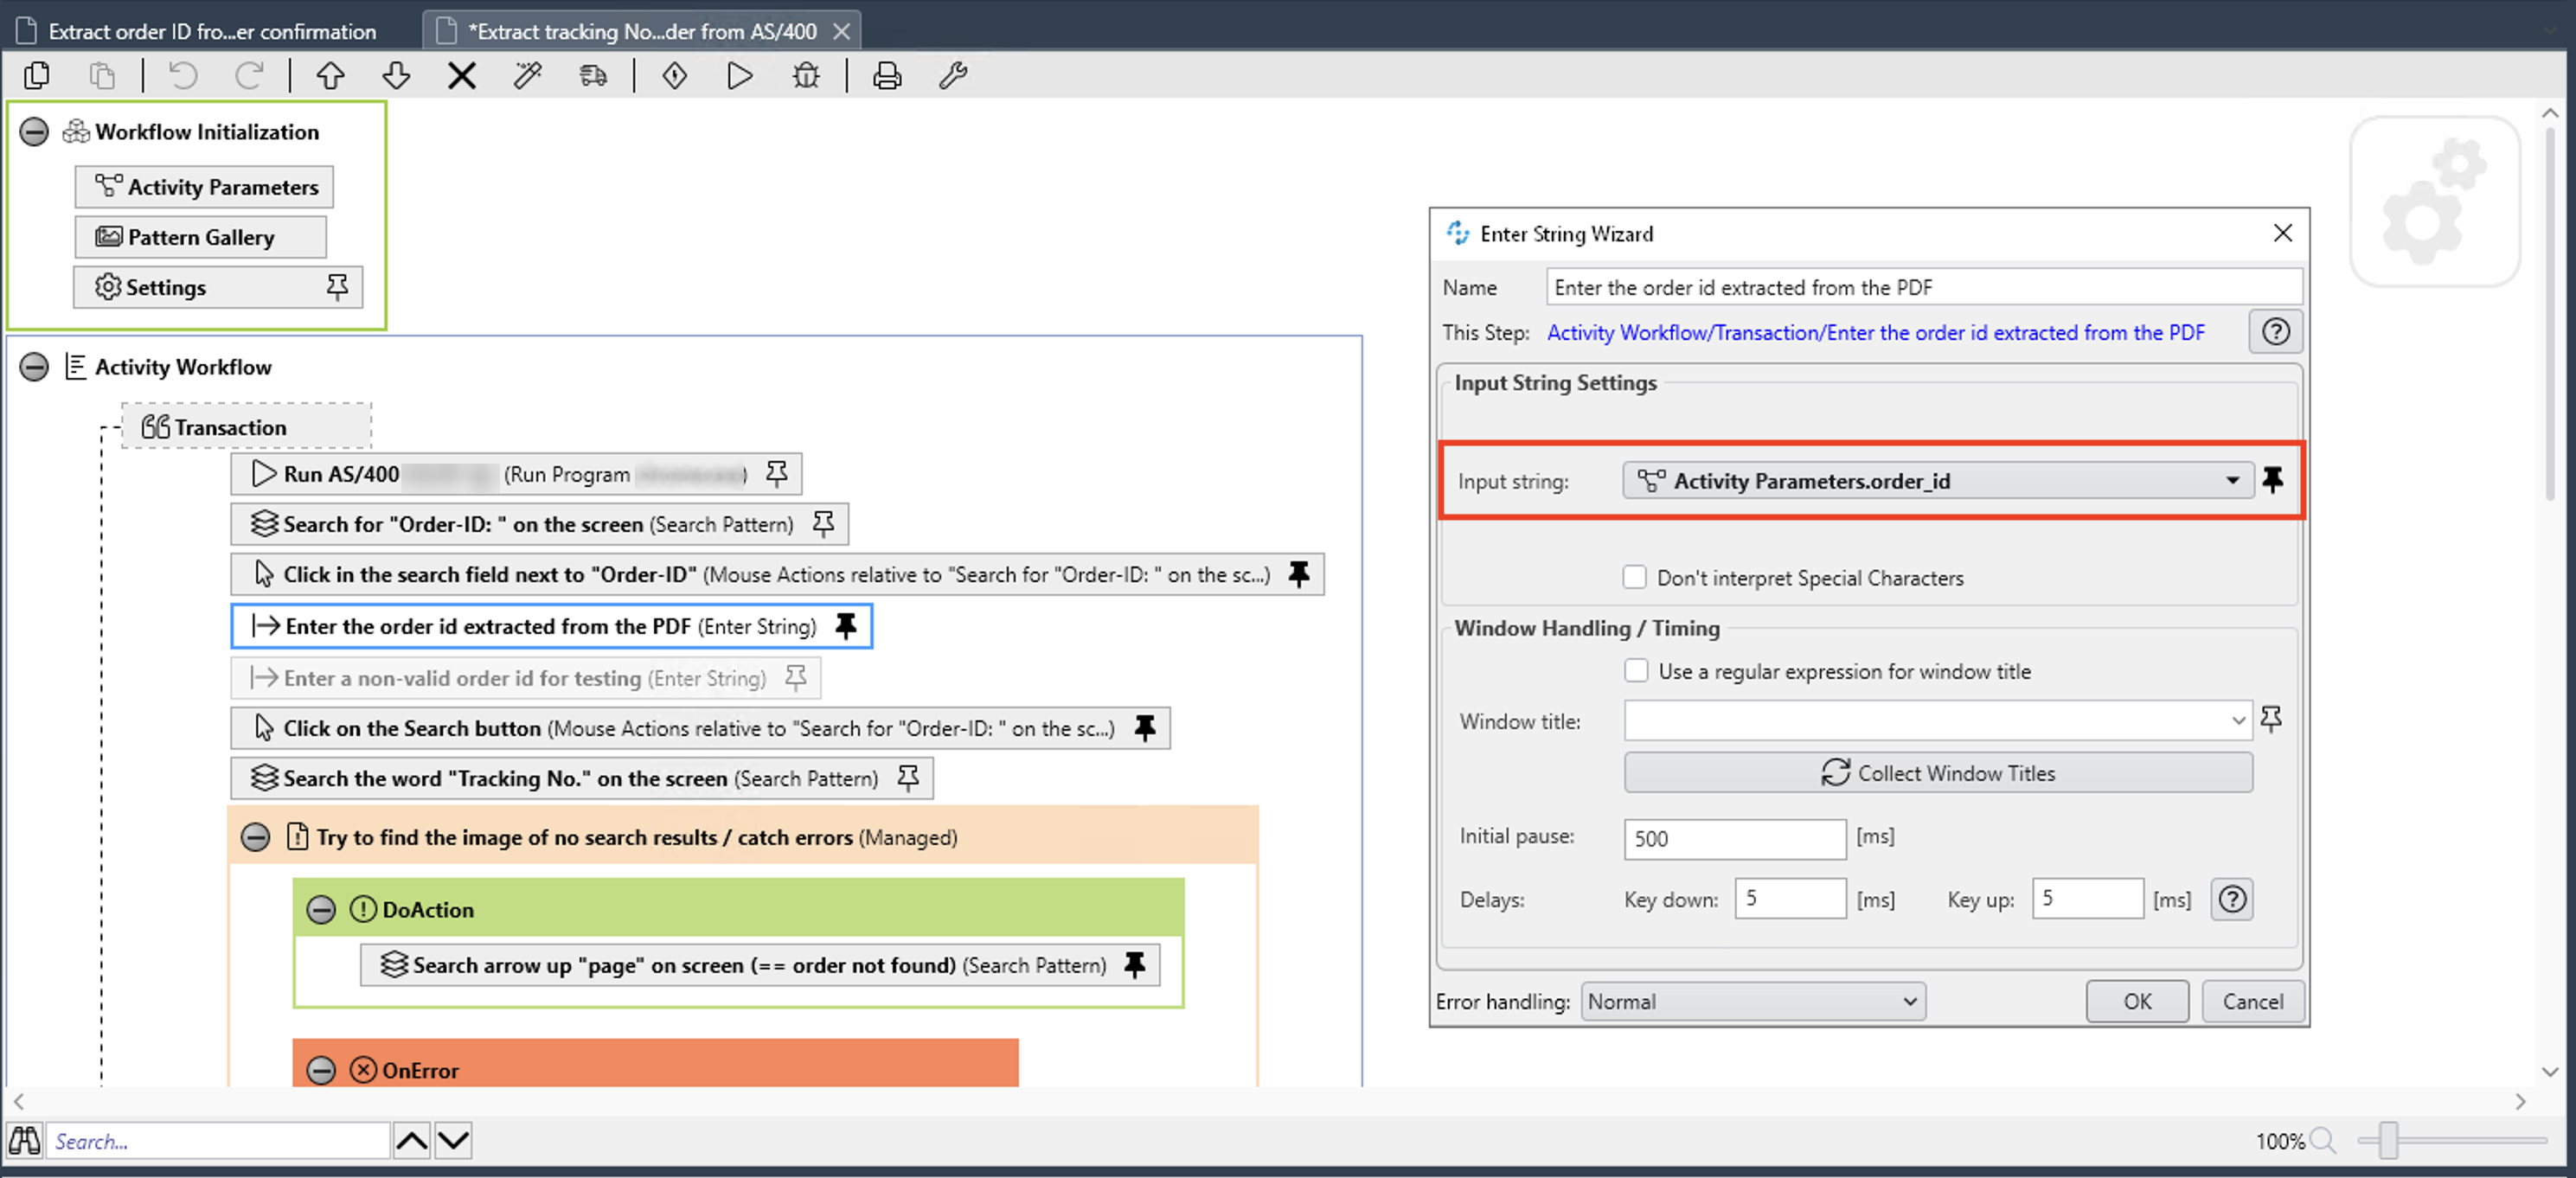 Extract order ID fro...er confirmation
*Extract tracking No...der from AS/400
Workflow Initialization
Activity Parameters
Pattern Gallery
Settings
Activity Workflow
Transaction
Run AS/400 (Run Program )
Search for "Order-ID: " on the screen (Search Pattern)
Click in the search field next to "Order-ID" (Mouse Actions relative to "Search for "Order-ID: " on the sc...)
Enter the order id extracted from the PDF (Enter String)
Enter a non-valid order id for testing (Enter String)
Click on the Search button (Mouse Actions relative to "Search for "Order-ID: " on the sc...)
Search the word "Tracking No." on the screen (Search Pattern)
Try to find the image of no search results / catch errors (Managed)
DoAction
Search arrow up "page" on screen (== order not found) (Search Pattern)
OnError
Enter String Wizard
Name Enter the order id extracted from the PDF
This Step: Activity Workflow/Transaction/Enter the order id extracted from the PDF
Input String Settings
Input string: Activity Parameters.order_id
Don't interpret Special Characters
Window Handling / Timing
Use a regular expression for window title
Window title:
Collect Window Titles
Initial pause: 500 [ms]
Delays: Key down: 5 [ms] Key up: 5 [ms]
Error handling: Normal OK Cancel
Search...
100%